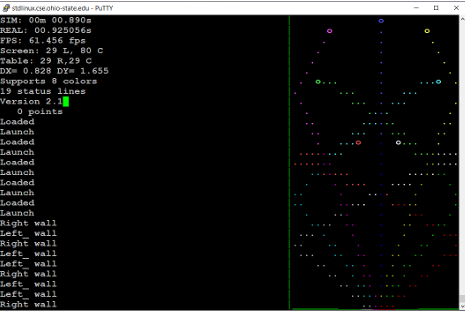 stdlinux.cse.ohio-state.edu - PuTTY
SIM: 00m 00.890s
REAL: 00.925056s
FPS: 61.456 fps
Screen: 29 L, 80 C
Table: 29 R,29 C
DX= 0.828 DY= 1.655
Supports 8 colors
19 status lines
Version 2.1
0 points
Loaded
Launch
Loaded
Launch
Loaded
Launch
Loaded
Launch
Loaded
Launch
Right wall
Left_ wall
Right wall
Left_ wall
Left_ wall
Right wall
Left_ wall
Left_ wall
Right wall